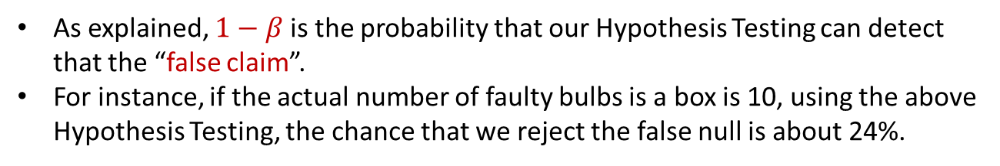 • As explained, 1 − β is the probability that our Hypothesis Testing can detect
that the “false claim”.
• For instance, if the actual number of faulty bulbs is a box is 10, using the above
Hypothesis Testing, the chance that we reject the false null is about 24%.